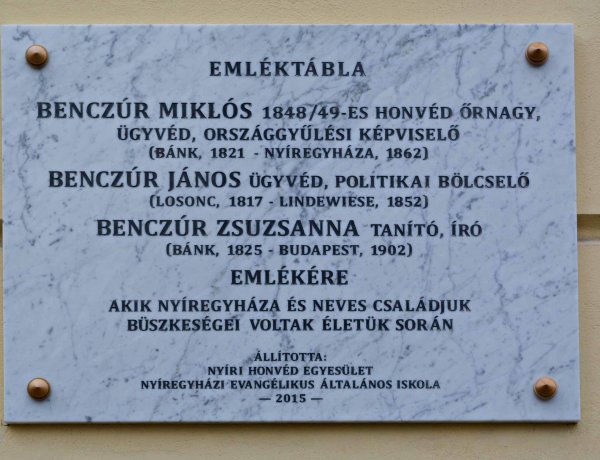 EMLÉKTÁBLA
BENCZÚR MIKLÓS 1848/49-ES HONVÉD ŐRNAGY,
ÜGYVÉD, ORSZÁGGYŰLÉSI KÉPVISELŐ
(BÁNK, 1821 - NYÍREGYHÁZA, 1862)
BENCZÚR JÁNOS ÜGYVÉD, POLITIKAI BÖLCSELŐ
(LOSONC, 1817 - LINDEWIESE, 1852)
BENCZÚR ZSUZSANNA TANÍTÓ, ÍRÓ
(BÁNK, 1825 - BUDAPEST, 1902)
EMLÉKÉRE
AKIK NYÍREGYHÁZA ÉS NEVES CSALÁDJUK
BÜSZKESÉGEI VOLTAK ÉLETÜK SORÁN
ÁLLÍTOTTA:
NYÍRI HONVÉD EGYESÜLET
NYÍREGYHÁZI EVANGÉLIKUS ÁLTALÁNOS ISKOLA
— 2015 —